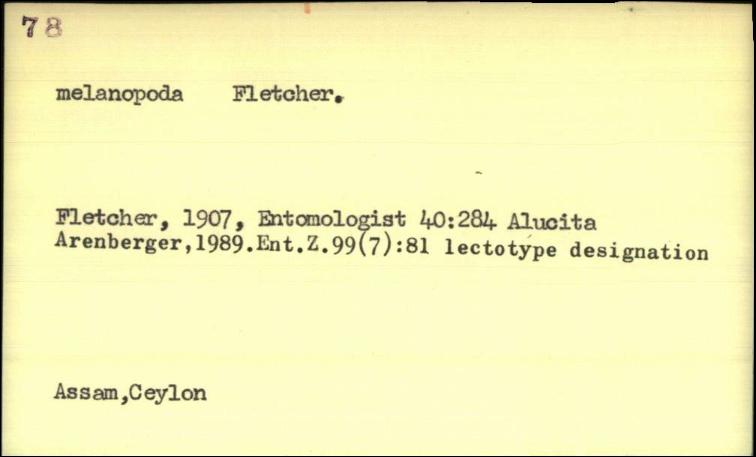 78
melanopoda Fletcher.
Fletcher, 1907, Entomologist 40:284 Alucita
Arenberger,1989.Ent.Z.99(7):81 lectotype designation
Assam,Ceylon